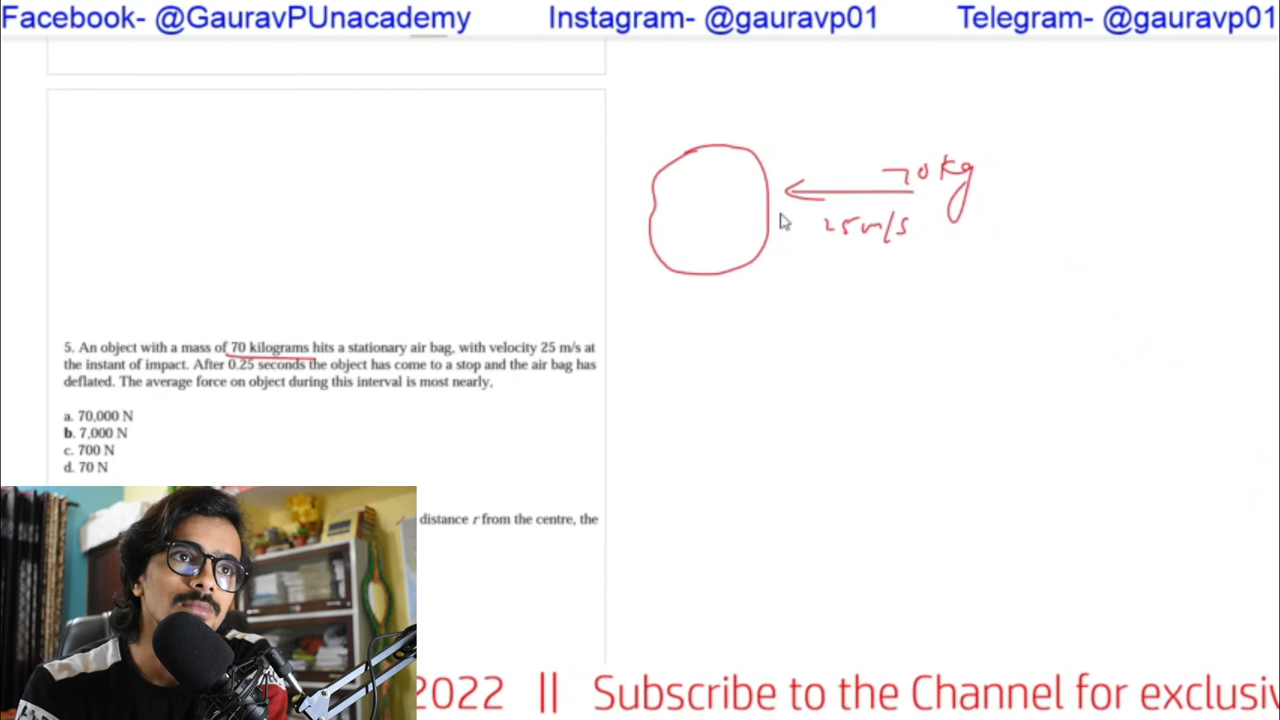 Facebook- @GauravPUnacademy Instagram- @gauravp01 Telegram- @gauravp01
70 kg
25 m/s
5. An object with a mass of 70 kilograms hits a stationary air bag, with velocity 25 m/s at
the instant of impact. After 0.25 seconds the object has come to a stop and the air bag has
deflated. The average force on object during this interval is most nearly,
a. 70,000 N
b. 7,000 N
c. 700 N
d. 70 N
distance r from the centre, the
2022 || Subscribe to the Channel for exclusiv